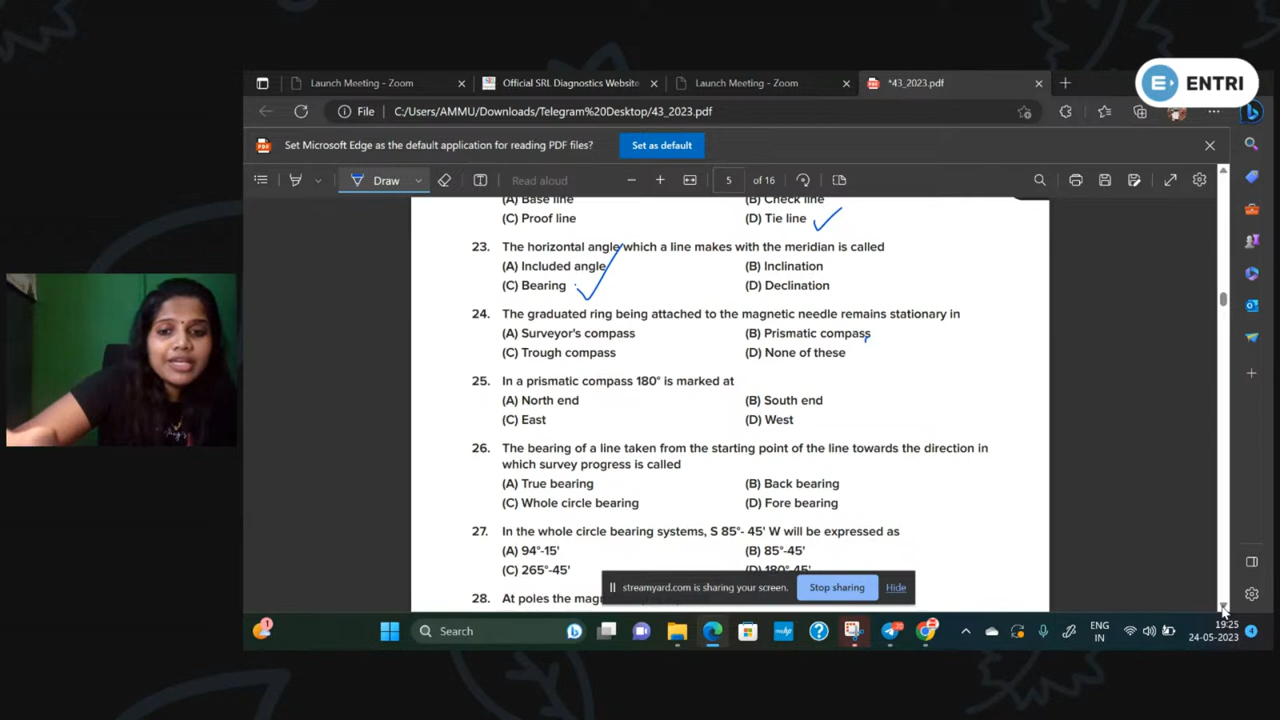 ENTRI
Launch Meeting - Zoom
Official SRL Diagnostics Website
Launch Meeting - Zoom
*43_2023.pdf
File
C:/Users/AMMU/Downloads/Telegram%20Desktop/43_2023.pdf
Set Microsoft Edge as the default application for reading PDF files?
Set as default
Draw
Read aloud
5 of 16
(A) Base line (B) Check line
(C) Proof line (D) Tie line
23. The horizontal angle which a line makes with the meridian is called
(A) Included angle (B) Inclination
(C) Bearing (D) Declination
24. The graduated ring being attached to the magnetic needle remains stationary in
(A) Surveyor's compass (B) Prismatic compass
(C) Trough compass (D) None of these
25. In a prismatic compass 180° is marked at
(A) North end (B) South end
(C) East (D) West
26. The bearing of a line taken from the starting point of the line towards the direction in
which survey progress is called
(A) True bearing (B) Back bearing
(C) Whole circle bearing (D) Fore bearing
27. In the whole circle bearing systems, S 85°- 45' W will be expressed as
(A) 94°-15' (B) 85°-45'
(C) 265°-45' (D) 180°-45'
28. At poles the
streamyard.com is sharing your screen.
Stop sharing
Hide
Search
ENG
IN
19:25
24-05-2023